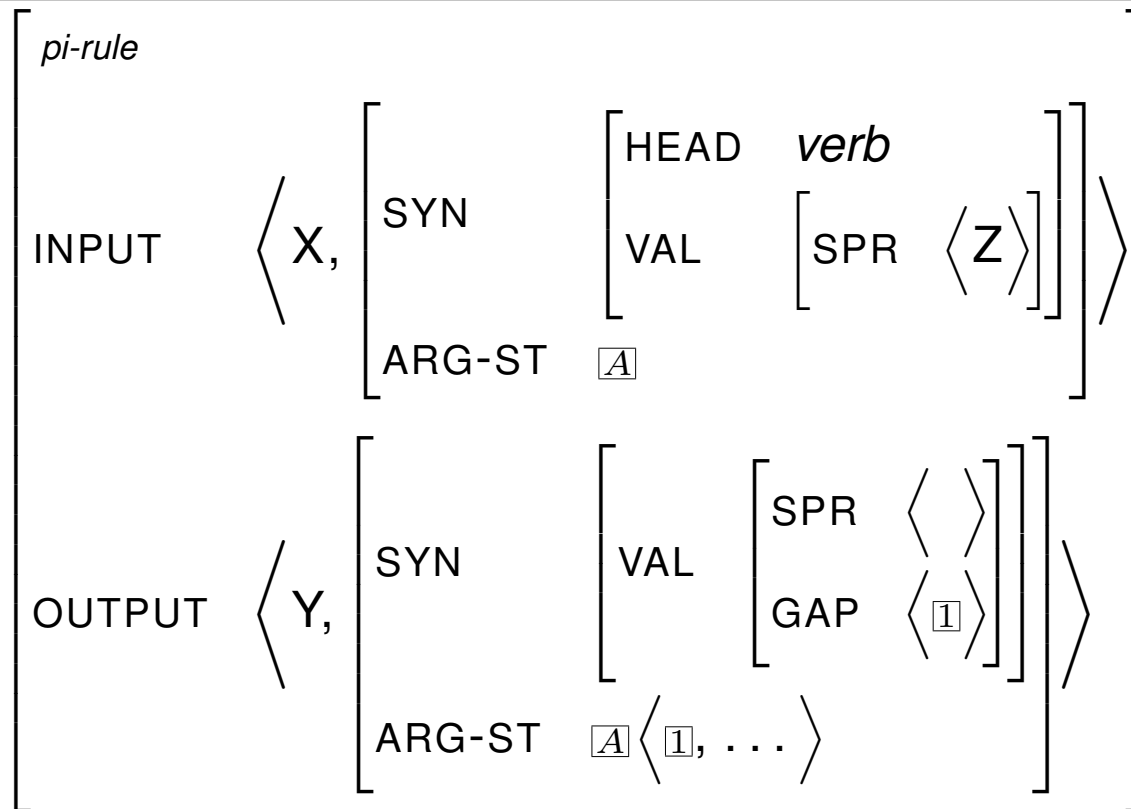 pi-rule
INPUT ⟨ X, [ SYN [ HEAD verb
VAL [ SPR ⟨ Z ⟩ ] ]
ARG-ST [A] ] ⟩
OUTPUT ⟨ Y, [ SYN [ VAL [ SPR ⟨ ⟩
GAP ⟨ [1] ⟩ ] ]
ARG-ST [A] ⟨ [1], ... ⟩ ] ⟩